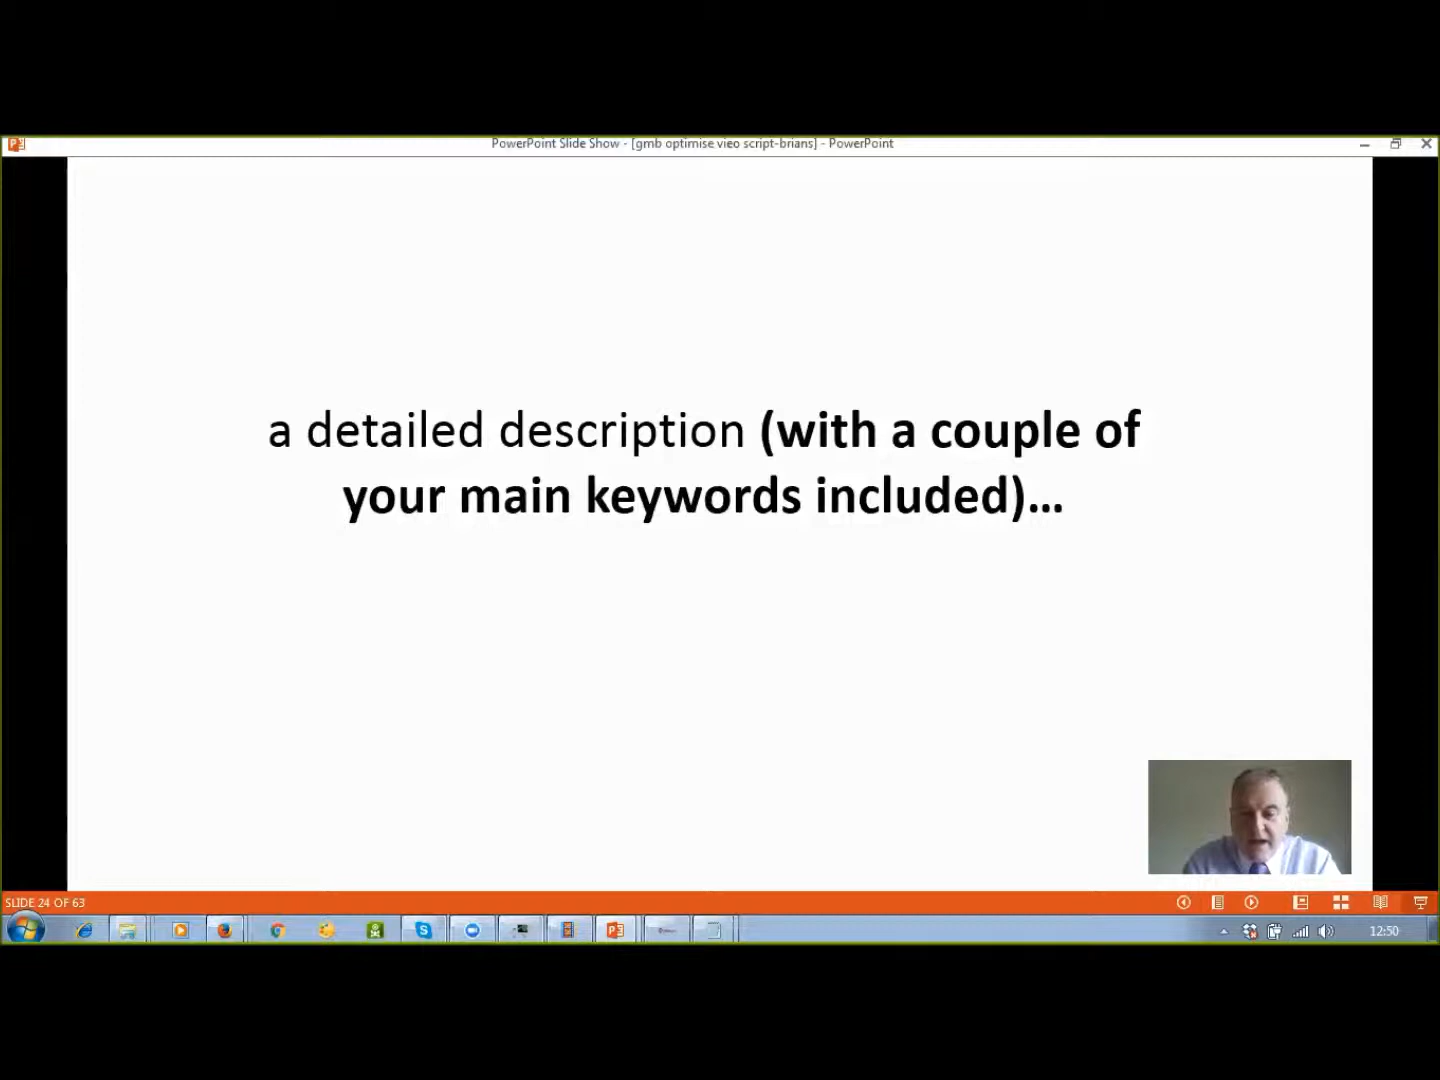 PowerPoint Slide Show - [gmb optimise vieo script-brians] - PowerPoint
a detailed description (with a couple of
your main keywords included)...
SLIDE 24 OF 63
12:50